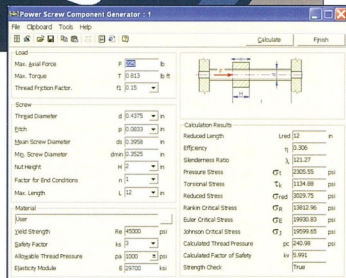 Power Screw Component Generator : 1
File Clipboard Tools Help
Calculate
Finish
Load
Max. Axial Force F lb
Max. Torque T 0.813 lb ft
Thread Friction Factor. f1 0.15
Screw
Thread Diameter d 0.4375 in
Pitch p 0.0833 in
Mean Screw Diameter ds 0.3958 in
Min. Screw Diameter dmin 0.3525 in
Nut Height H 2 in
Factor for End Conditions n 1
Max. Length L 12 in
Material
User
Yield Strength Re 45000 psi
Safety Factor ks 3
Allowable Thread Pressure pa 1000 psi
Elasticity Modulus E 29700 ksi
F
H
l
Calculation Results
Reduced Length Lred 12 in
Efficiency η 0.306
Slenderness Ratio λ 121.27
Pressure Stress σt 2305.55 psi
Torsional Stress τk 1134.88 psi
Reduced Stress σred 3029.75 psi
Rankin Critical Stress σR 13812.96 psi
Euler Critical Stress σE 19930.83 psi
Johnson Critical Stress σJ 19599.65 psi
Calculated Thread Pressure pc 240.98 psi
Calculated Factor of Safety kv 5.991
Strength Check True